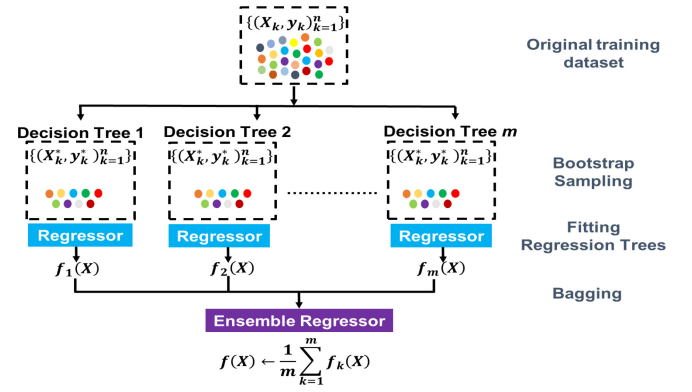 {(X_k, y_k)_{k=1}^n}
Original training
dataset
Decision Tree 1
Decision Tree 2
Decision Tree m
{(X_k^*, y_k^*)_{k=1}^n}
{(X_k^*, y_k^*)_{k=1}^n}
{(X_k^*, y_k^*)_{k=1}^n}
Bootstrap
Sampling
Regressor
Regressor
Regressor
Fitting
Regression Trees
f_1(X)
f_2(X)
f_m(X)
Bagging
Ensemble Regressor
f(X) ← \frac{1}{m} \sum_{k=1}^{m} f_k(X)